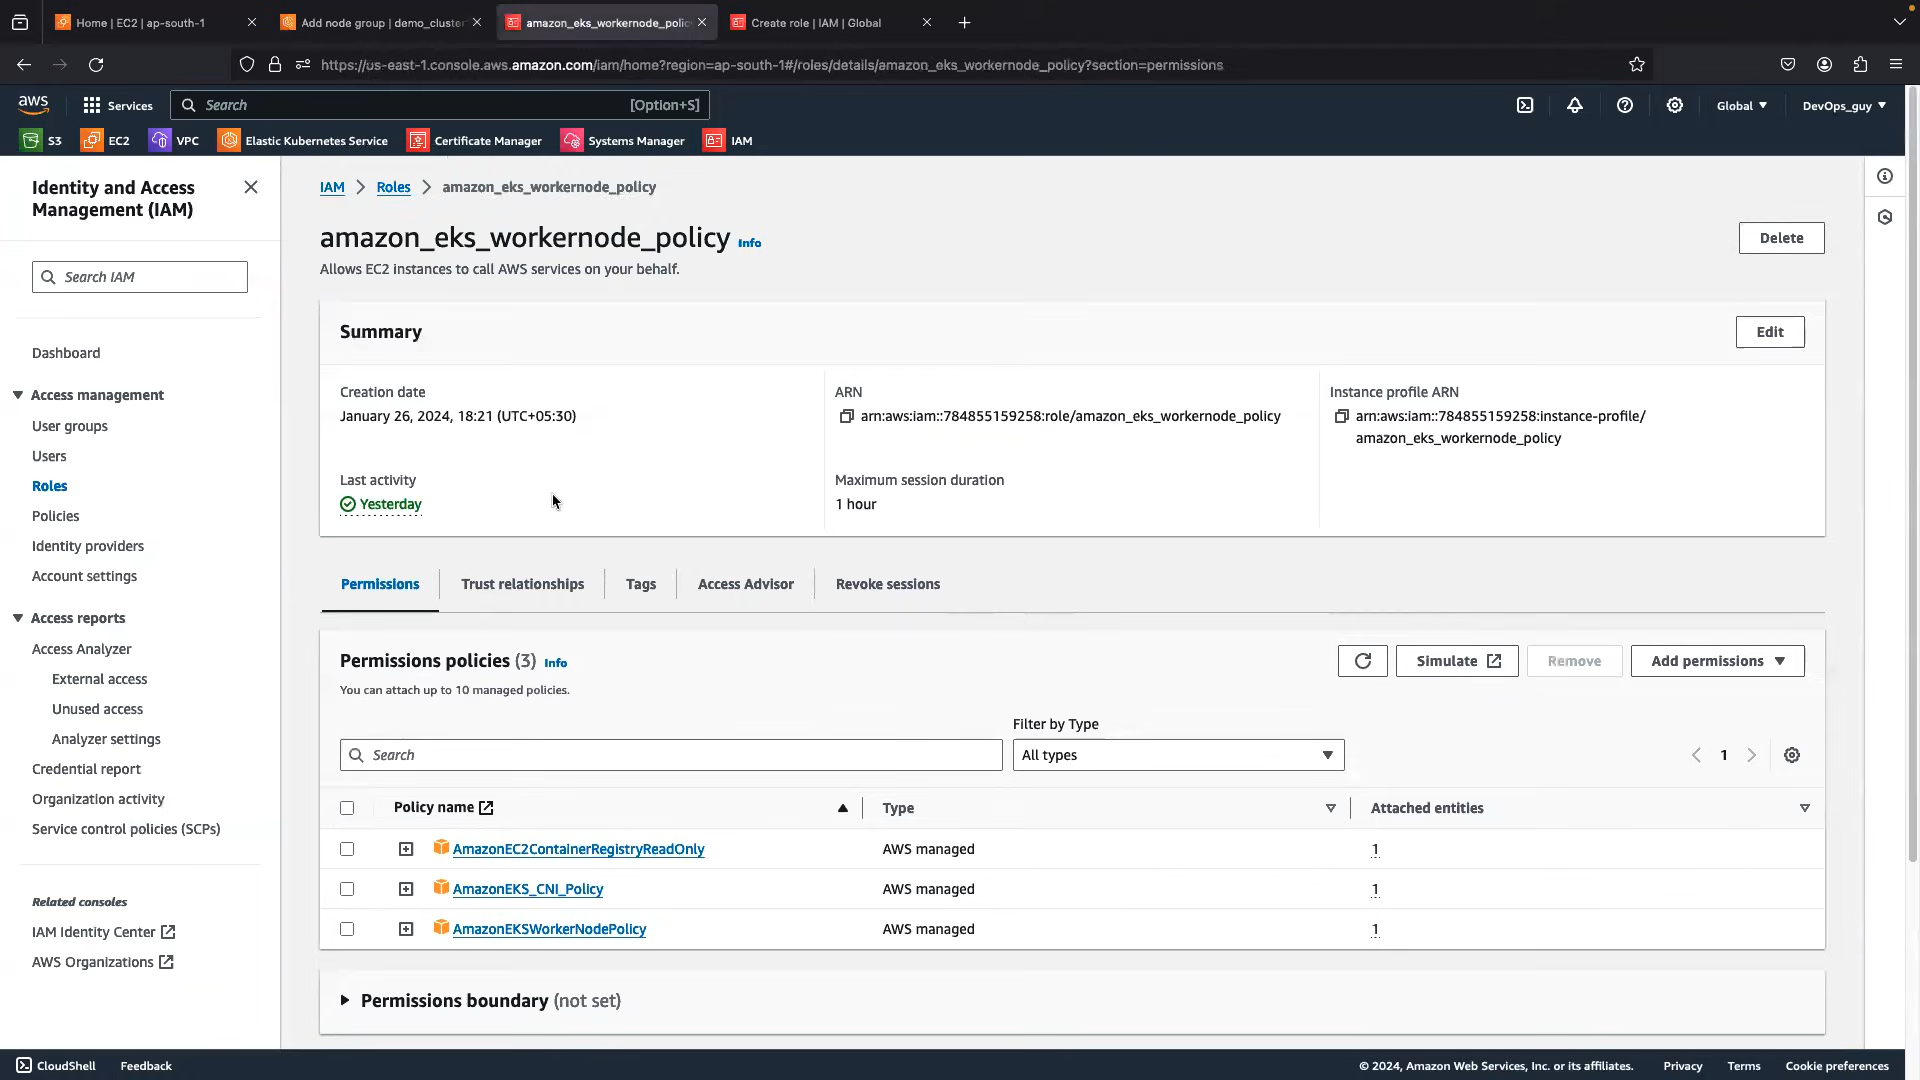 Home | EC2 | ap-south-1
Add node group | demo_cluster
amazon_eks_workernode_polic
Create role | IAM | Global
https://us-east-1.console.aws.amazon.com/iam/home?region=ap-south-1#/roles/details/amazon_eks_workernode_policy?section=permissions
aws
Services
Search
[Option+S]
Global
DevOps_guy
S3
EC2
VPC
Elastic Kubernetes Service
Certificate Manager
Systems Manager
IAM
Identity and Access
Management (IAM)
Search IAM
Dashboard
Access management
User groups
Users
Roles
Policies
Identity providers
Account settings
Access reports
Access Analyzer
External access
Unused access
Analyzer settings
Credential report
Organization activity
Service control policies (SCPs)
Related consoles
IAM Identity Center
AWS Organizations
IAM
Roles
amazon_eks_workernode_policy
amazon_eks_workernode_policy Info
Delete
Allows EC2 instances to call AWS services on your behalf.
Summary
Edit
Creation date
January 26, 2024, 18:21 (UTC+05:30)
ARN
arn:aws:iam::784855159258:role/amazon_eks_workernode_policy
Instance profile ARN
arn:aws:iam::784855159258:instance-profile/
amazon_eks_workernode_policy
Last activity
Yesterday
Maximum session duration
1 hour
Permissions
Trust relationships
Tags
Access Advisor
Revoke sessions
Permissions policies (3) Info
You can attach up to 10 managed policies.
Simulate
Remove
Add permissions
Filter by Type
Search
All types
1
Policy name
Type
Attached entities
AmazonEC2ContainerRegistryReadOnly
AWS managed
1
AmazonEKS_CNI_Policy
AWS managed
1
AmazonEKSWorkerNodePolicy
AWS managed
1
Permissions boundary (not set)
CloudShell
Feedback
© 2024, Amazon Web Services, Inc. or its affiliates.
Privacy
Terms
Cookie preferences